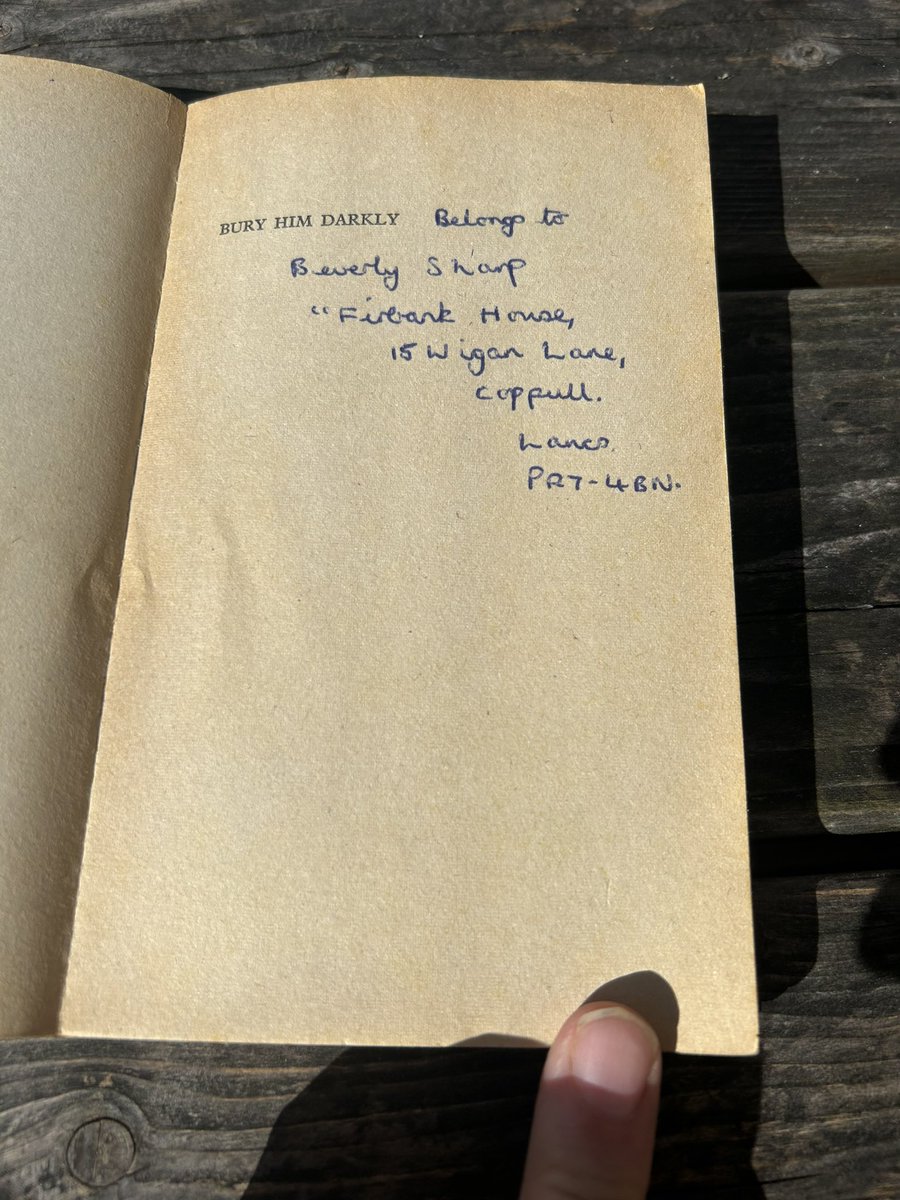 BURY HIM DARKLY Belongs to
Beverly Sharp
“Firbank House,
15 Wigan Lane,
Coppull.
Lancs.
PR7-4BN.